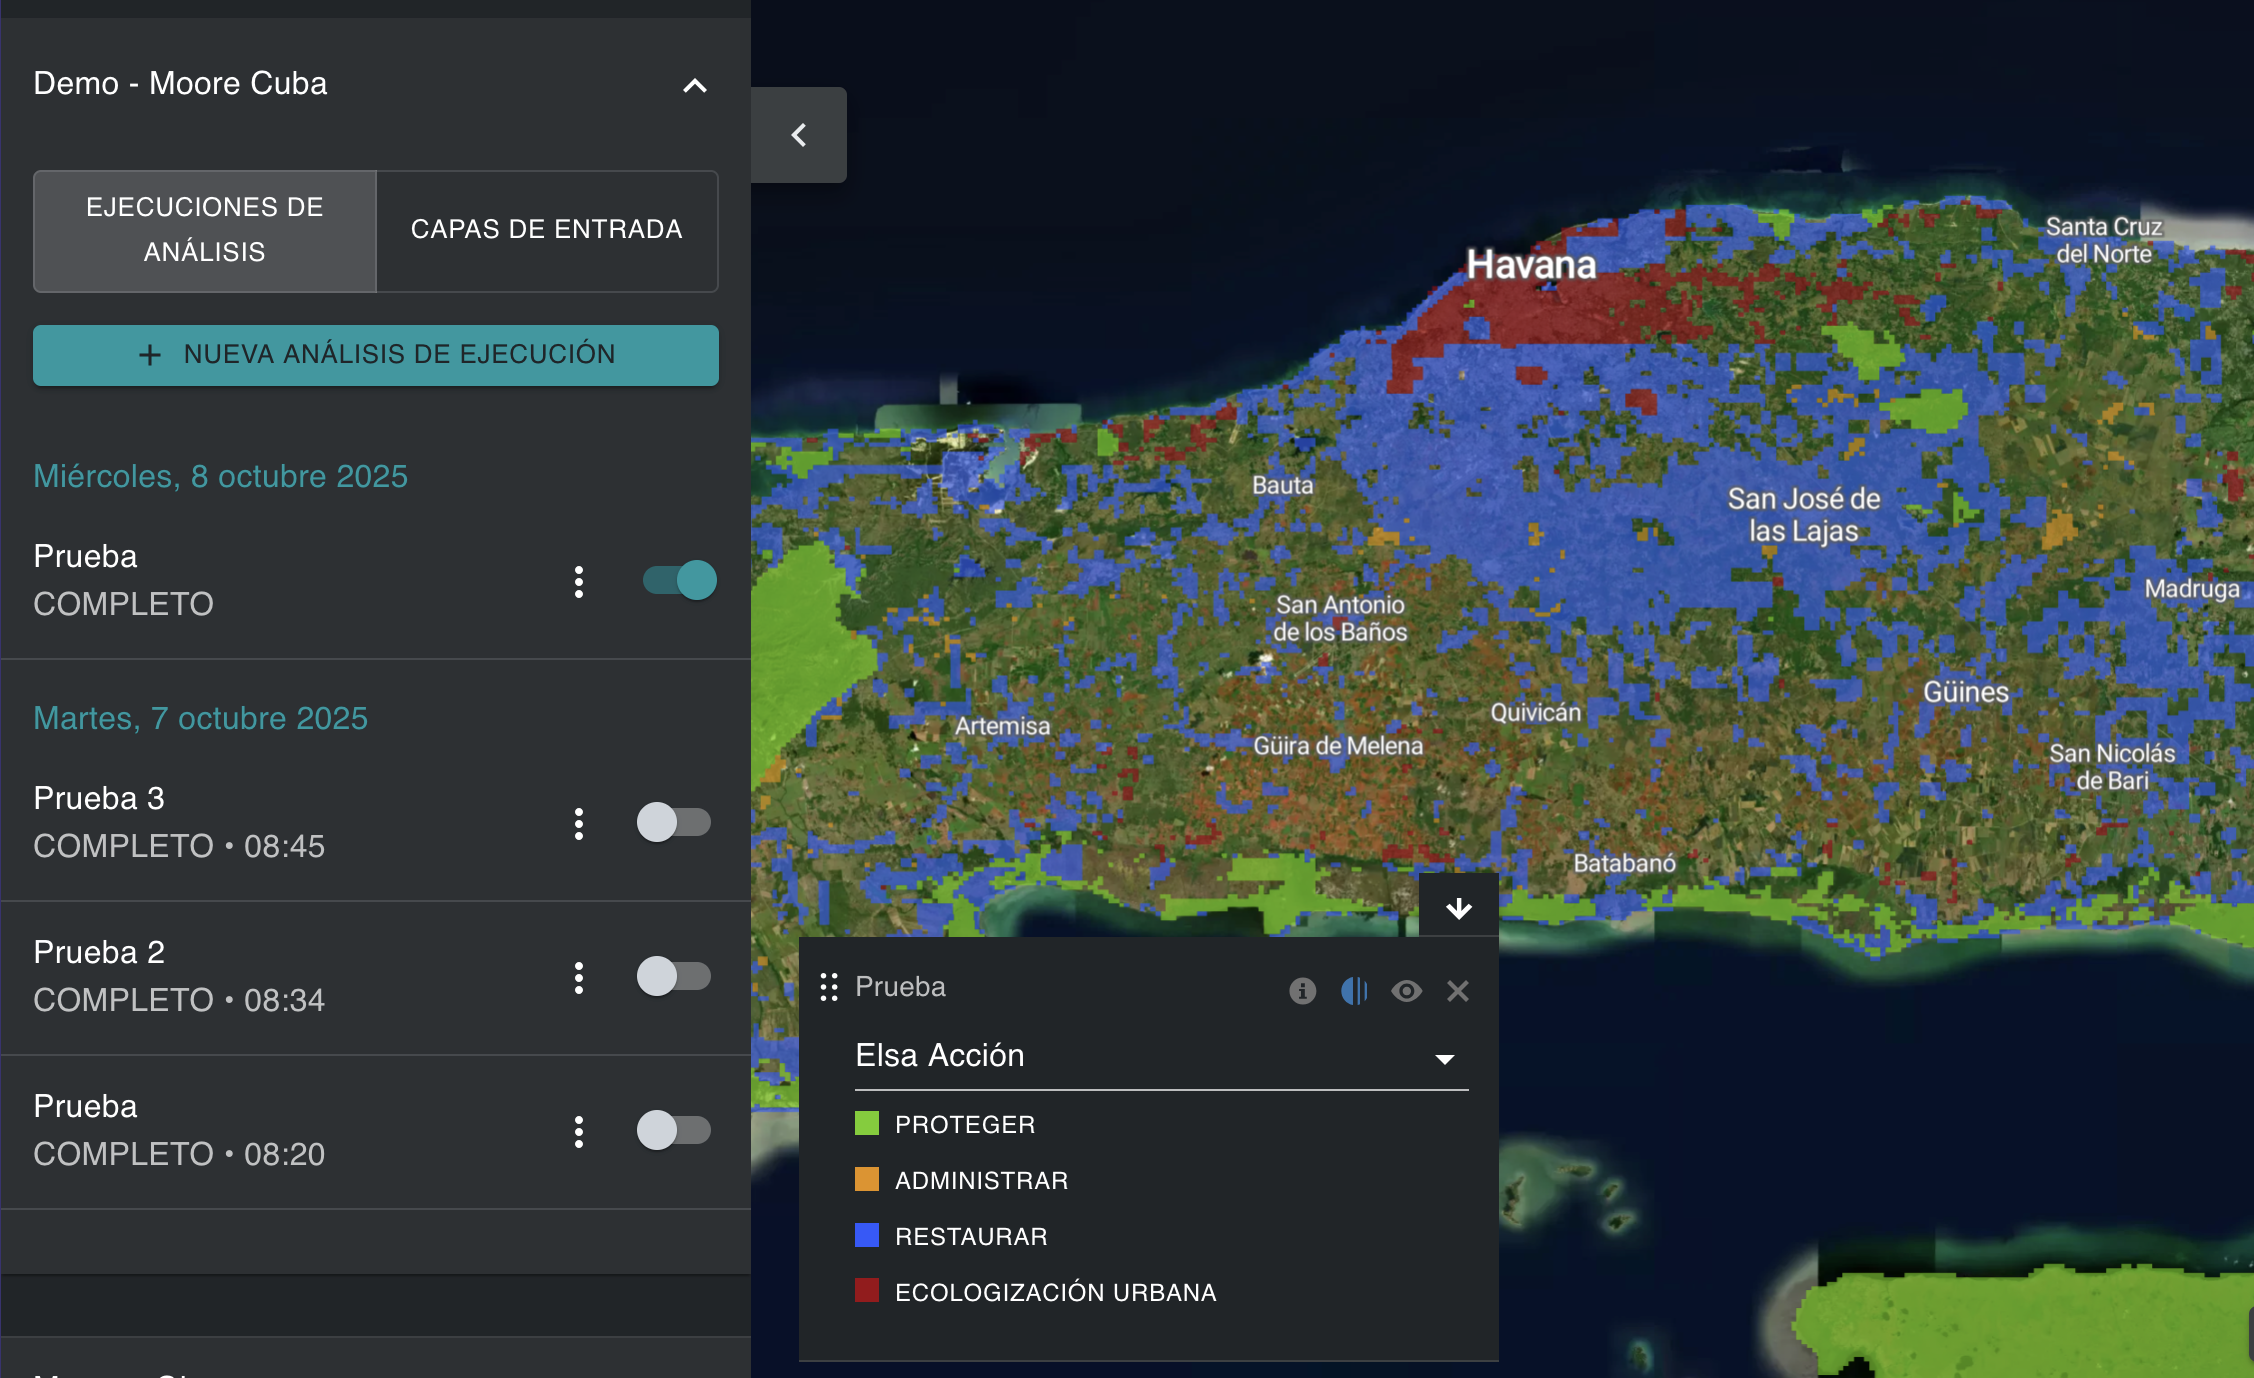 Demo - Moore Cuba
EJECUCIONES DE
ANÁLISIS
CAPAS DE ENTRADA
+ NUEVA ANÁLISIS DE EJECUCIÓN
Miércoles, 8 octubre 2025
Prueba
COMPLETO
Martes, 7 octubre 2025
Prueba 3
COMPLETO • 08:45
Prueba 2
COMPLETO • 08:34
Prueba
COMPLETO • 08:20
Havana
Santa Cruz
del Norte
Bauta
San José de
las Lajas
Madruga
San Antonio
de los Baños
Güines
Quivicán
Artemisa
Güira de Melena
San Nicolás
de Bari
Batabanó
Prueba
Elsa Acción
PROTEGER
ADMINISTRAR
RESTAURAR
ECOLOGIZACIÓN URBANA